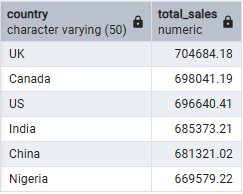 country total_sales
character varying (50) numeric
UK 704684.18
Canada 698041.19
US 696640.41
India 685373.21
China 681321.02
Nigeria 669579.22